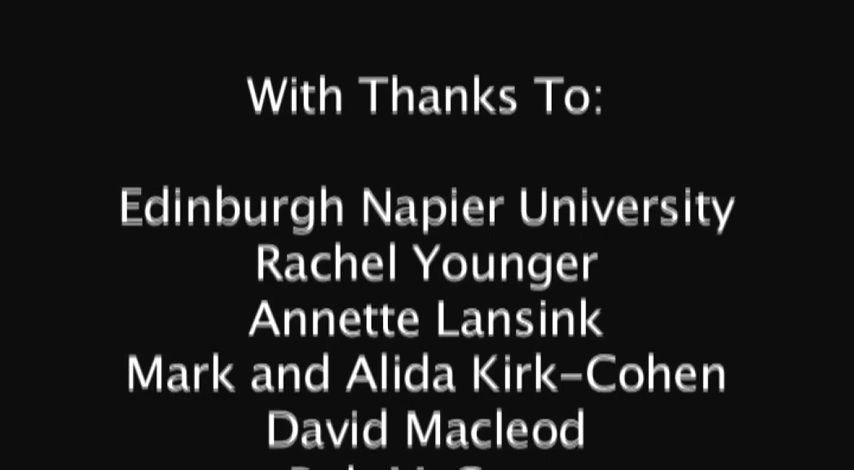 With Thanks To:
Edinburgh Napier University
Rachel Younger
Annette Lansink
Mark and Alida Kirk-Cohen
David Macleod